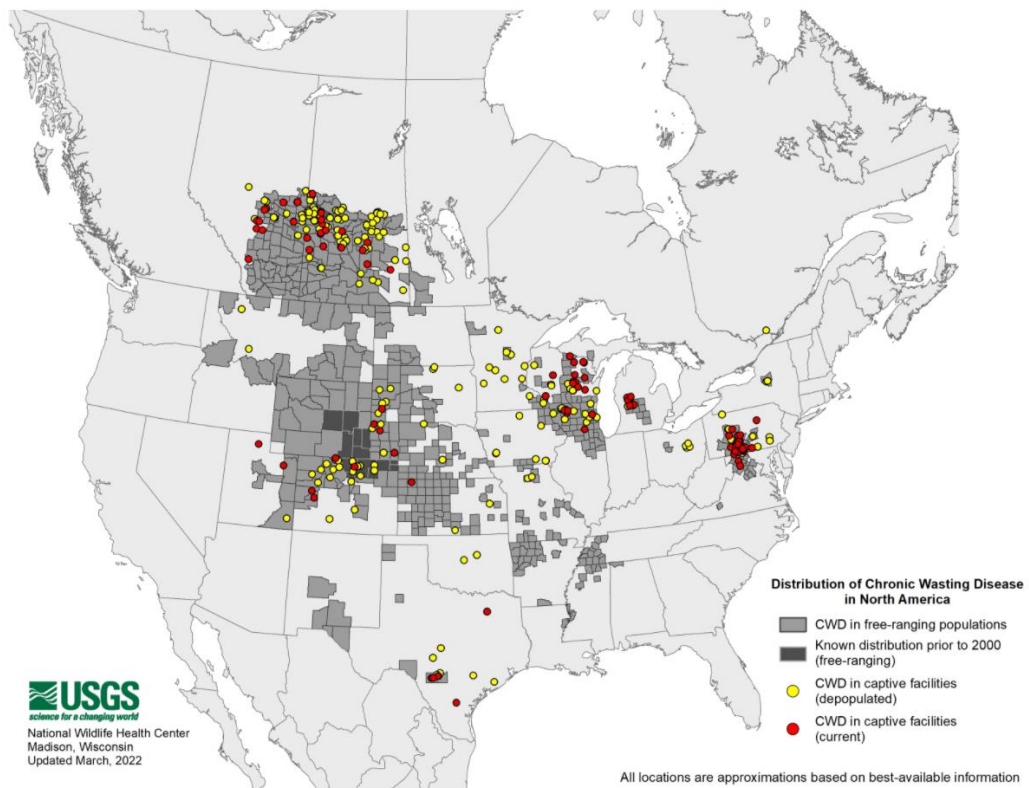 Distribution of Chronic Wasting Disease
in North America
CWD in free-ranging populations
Known distribution prior to 2000
(free-ranging)
CWD in captive facilities
(depopulated)
CWD in captive facilities
(current)
USGS
science for a changing world
National Wildlife Health Center
Madison, Wisconsin
Updated March, 2022
All locations are approximations based on best-available information